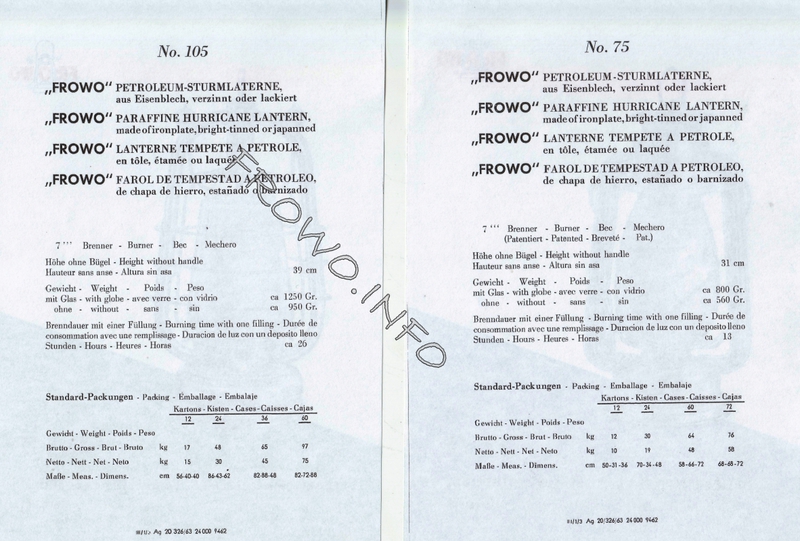 No. 105
„FROWO“ PETROLEUM-STURMLATERNE,
aus Eisenblech, verzinnt oder lackiert
„FROWO“ PARAFFINE HURRICANE LANTERN,
made of ironplate, bright-tinned or japanned
„FROWO“ LANTERNE TEMPETE A PETROLE,
en tôle, étamée ou laquée
„FROWO“ FAROL DE TEMPESTAD A PETROLEO,
de chapa de hierro, estañado o barnizado
7 ''' Brenner - Burner - Bec - Mechero
Höhe ohne Bügel - Height without handle
Hauteur sans anse - Altura sin asa 39 cm
Gewicht - Weight - Poids - Peso
mit Glas - with globe - avec verre - con vidrio ca 1250 Gr.
ohne - without - sans - sin ca 950 Gr.
Brenndauer mit einer Füllung - Burning time with one filling - Durée de
consommation avec une remplissage - Duracion de luz con un deposito lleno
Stunden - Hours - Heures - Horas ca 26
Standard-Packungen - Packing - Emballage - Embalaje
Kartons - Kisten - Cases - Caisses - Cajas
12 24 36 60
Gewicht - Weight - Poids - Peso
Brutto - Gross - Brut - Bruto kg 17 48 65 97
Netto - Nett - Net - Neto kg 15 30 45 75
Maße - Meas. - Dimens. cm 56-40-40 86-43-62 82-88-48 82-72-88
Ag 20 326/63 24 000 9462
No. 75
„FROWO“ PETROLEUM-STURMLATERNE,
aus Eisenblech, verzinnt oder lackiert
„FROWO“ PARAFFINE HURRICANE LANTERN,
made of ironplate, bright-tinned or japanned
„FROWO“ LANTERNE TEMPETE A PETROLE,
en tôle, étamée ou laquée
„FROWO“ FAROL DE TEMPESTAD A PETROLEO,
de chapa de hierro, estañado o barnizado
7 ''' Brenner - Burner - Bec - Mechero
(Patentiert - Patented - Breveté - Pat.)
Höhe ohne Bügel - Height without handle
Hauteur sans anse - Altura sin asa 31 cm
Gewicht - Weight - Poids - Peso
mit Glas - with globe - avec verre - con vidrio ca 800 Gr.
ohne - without - sans - sin ca 560 Gr.
Brenndauer mit einer Füllung - Burning time with one filling - Durée de
consommation avec une remplissage - Duracion de luz con un deposito lleno
Stunden - Hours - Heures - Horas ca 13
Standard-Packungen - Packing - Emballage - Embalaje
Kartons - Kisten - Cases - Caisses - Cajas
12 24 60 72
Gewicht - Weight - Poids - Peso
Brutto - Gross - Brut - Bruto kg 12 30 64 76
Netto - Nett - Net - Neto kg 10 19 48 58
Maße - Meas. - Dimens. cm 50-31-36 70-34-48 58-66-72 68-68-72
Ag 20/326/63 24 000 9462
FROWO.INFO